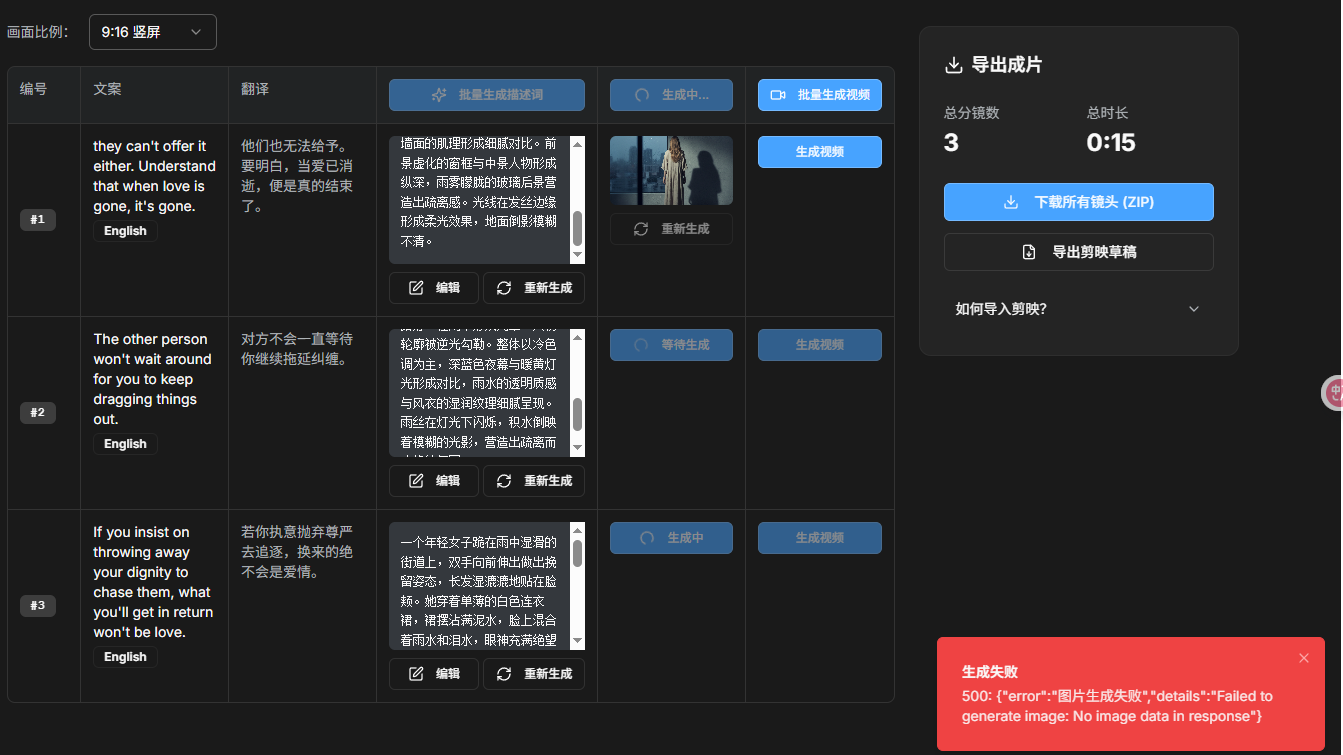 画面比例：
9:16 竖屏
编号
文案
翻译
批量生成描述词
生成中...
批量生成视频
#1
they can't offer it
either. Understand
that when love is
gone, it's gone.
English
他们也无法给予。
要明白，当爱已消
逝，便是真的结束
了。
墙面的肌理形成细腻对比。前
景虚化的窗框与中景人物形成
纵深，雨雾朦胧的玻璃后景营
造出疏离感。光线在发丝边缘
形成柔光效果，地面倒影模糊
不清。
编辑
重新生成
重新生成
生成视频
#2
The other person
won't wait around
for you to keep
dragging things
out.
English
对方不会一直等待
你继续拖延纠缠。
轮廓被逆光勾勒。整体以冷色
调为主，深蓝色夜幕与暖黄灯
光形成对比，雨水的透明质感
与风衣的湿润纹理细腻呈现。
雨丝在灯光下闪烁，积水倒映
着模糊的光影，营造出疏离而
编辑
重新生成
等待生成
生成视频
#3
If you insist on
throwing away
your dignity to
chase them, what
you'll get in return
won't be love.
English
若你执意抛弃尊严
去追逐，换来的绝
不会是爱情。
一个年轻女子跪在雨中湿滑的
街道上，双手向前伸出做出挽
留姿态，长发湿漉漉地贴在脸
颊。她穿着单薄的白色连衣
裙，裙摆沾满泥水，脸上混合
着雨水和泪水，眼神充满绝望
编辑
重新生成
生成中
生成视频
导出成片
总分镜数
总时长
3
0:15
下载所有镜头 (ZIP)
导出剪映草稿
如何导入剪映?
生成失败
500: {"error":"图片生成失败","details":"Failed to
generate image: No image data in response"}